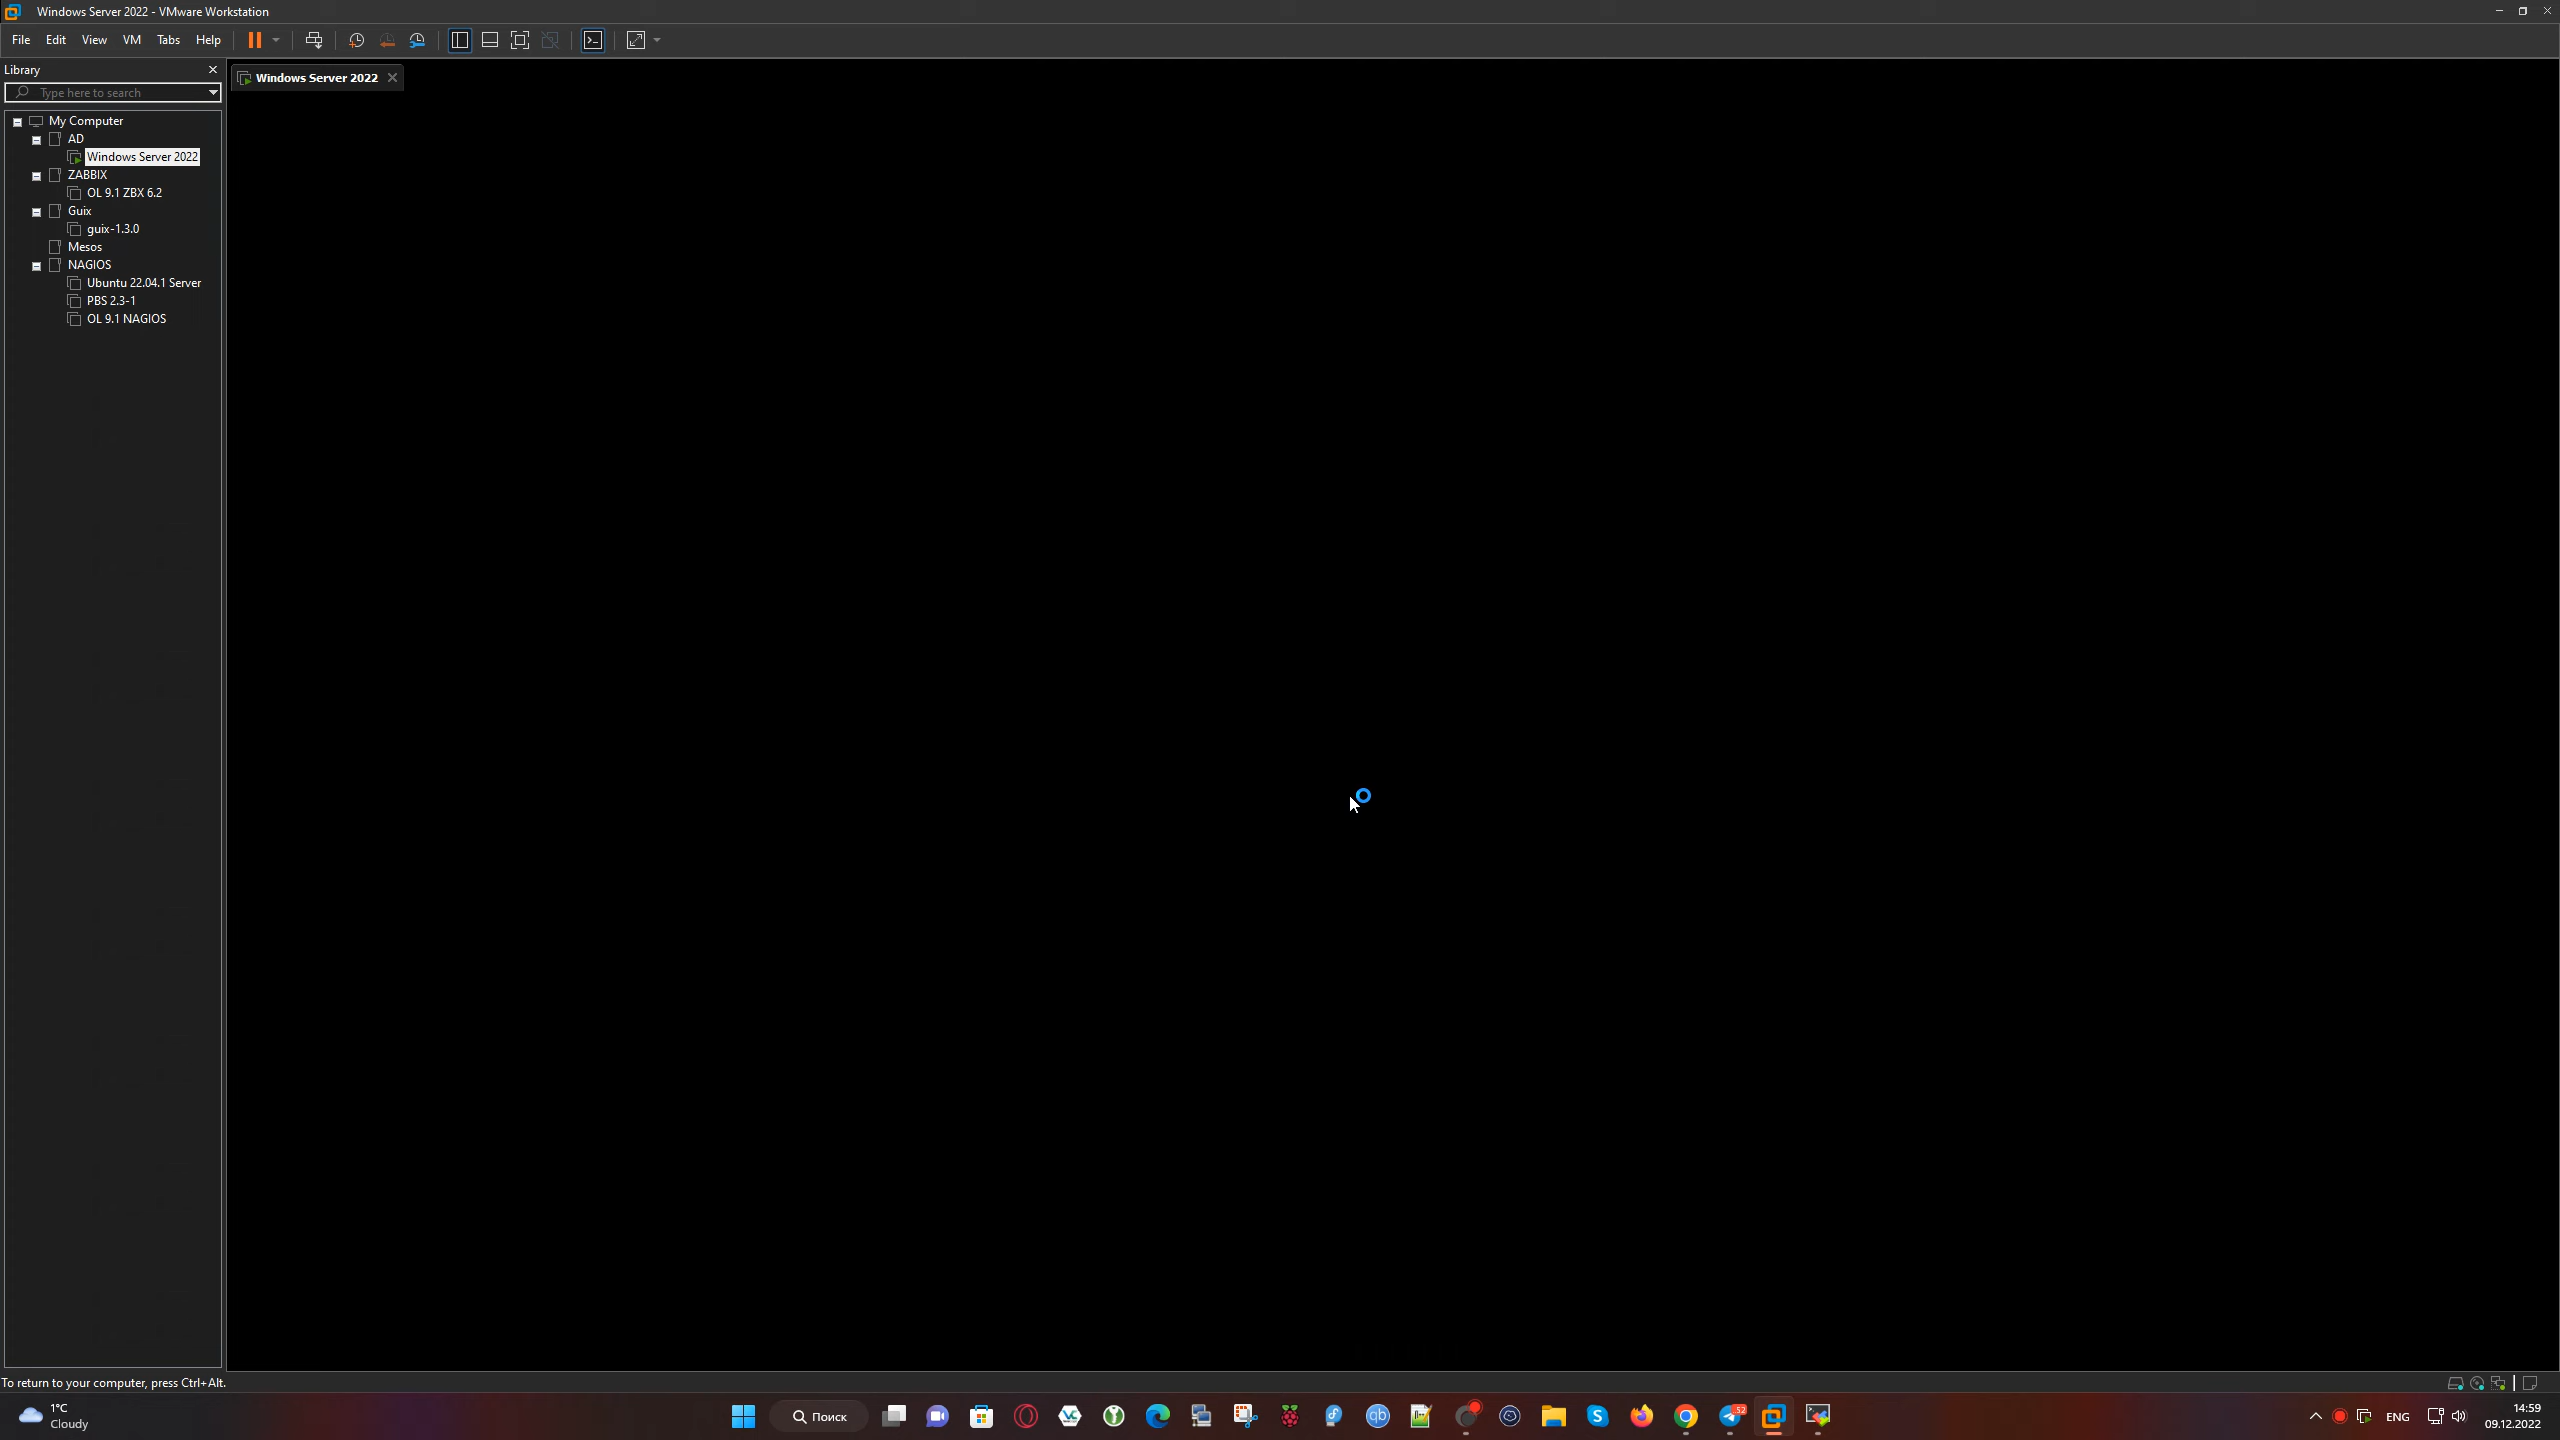 Windows Server 2022 - VMware Workstation
File Edit View VM Tabs Help
Library
Type here to search
Windows Server 2022
My Computer
AD
Windows Server 2022
ZABBIX
OL 9.1 ZBX 6.2
Guix
guix-1.3.0
Mesos
NAGIOS
Ubuntu 22.04.1 Server
PBS 2.3-1
OL 9.1 NAGIOS
To return to your computer, press Ctrl+Alt.
1°C
Cloudy
Поиск
qb
S
52
ENG
14:59
09.12.2022